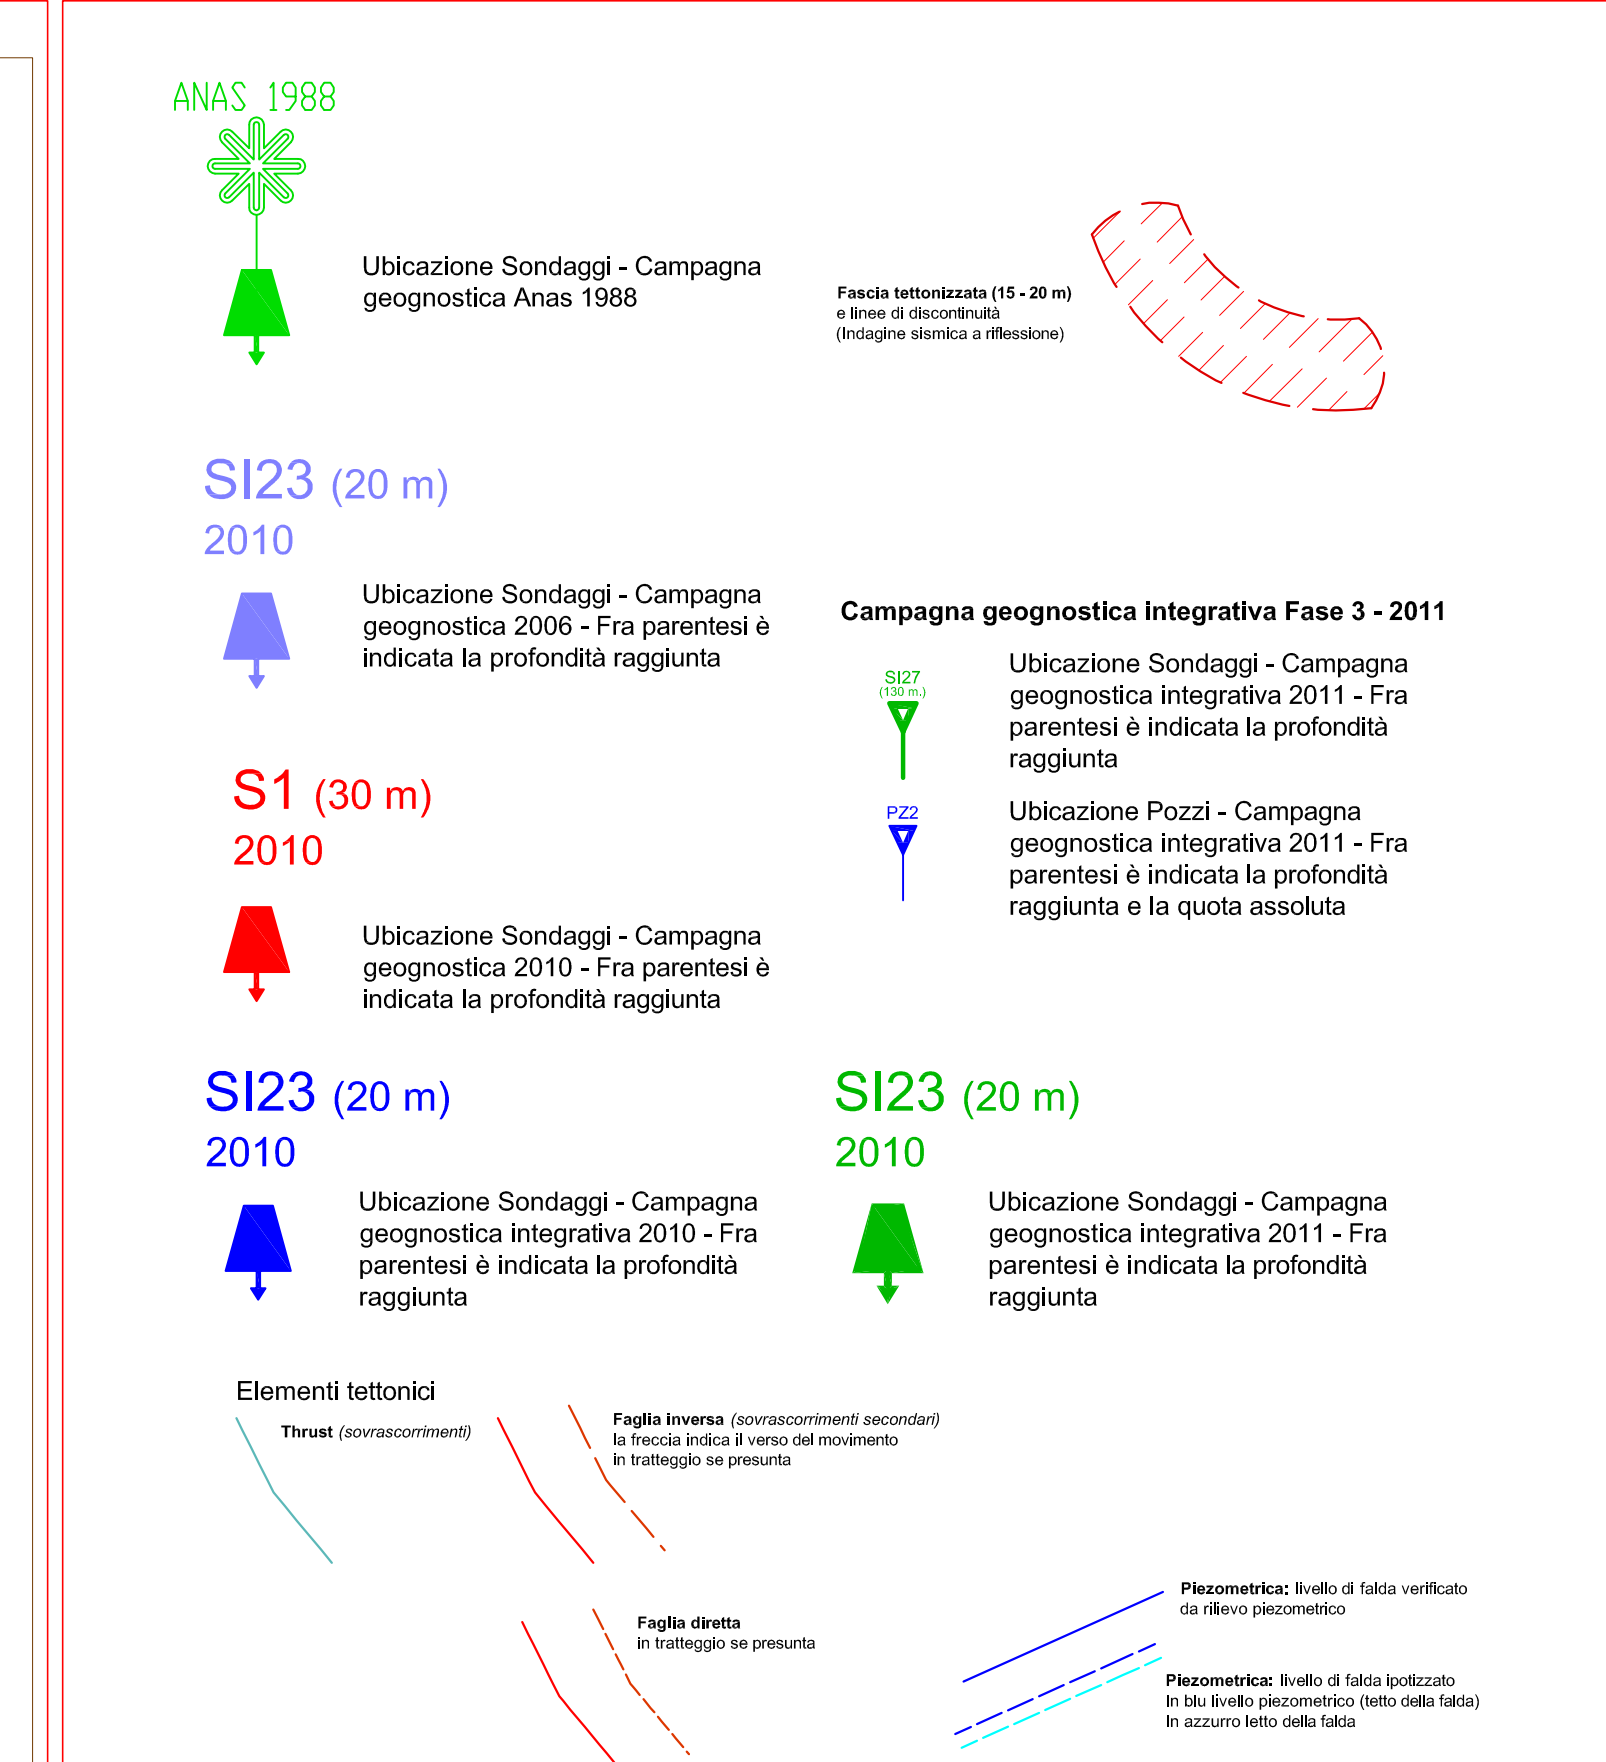 ANAS 1988
Ubicazione Sondaggi - Campagna
geognostica Anas 1988
Fascia tettonizzata (15 - 20 m)
e linee di discontinuità
(Indagine sismica a riflessione)
SI23 (20 m)
2010
Ubicazione Sondaggi - Campagna
geognostica 2006 - Fra parentesi è
indicata la profondità raggiunta
Campagna geognostica integrativa Fase 3 - 2011
SI27
(130 m.)
Ubicazione Sondaggi - Campagna
geognostica integrativa 2011 - Fra
parentesi è indicata la profondità
raggiunta
PZ2
Ubicazione Pozzi - Campagna
geognostica integrativa 2011 - Fra
parentesi è indicata la profondità
raggiunta e la quota assoluta
S1 (30 m)
2010
Ubicazione Sondaggi - Campagna
geognostica 2010 - Fra parentesi è
indicata la profondità raggiunta
SI23 (20 m)
2010
Ubicazione Sondaggi - Campagna
geognostica integrativa 2010 - Fra
parentesi è indicata la profondità
raggiunta
SI23 (20 m)
2010
Ubicazione Sondaggi - Campagna
geognostica integrativa 2011 - Fra
parentesi è indicata la profondità
raggiunta
Elementi tettonici
Thrust (sovrascorrimenti)
Faglia inversa (sovrascorrimenti secondari)
la freccia indica il verso del movimento
in tratteggio se presunta
Faglia diretta
in tratteggio se presunta
Piezometrica: livello di falda verificato
da rilievo piezometrico
Piezometrica: livello di falda ipotizzato
In blu livello piezometrico (tetto della falda)
In azzurro letto della falda